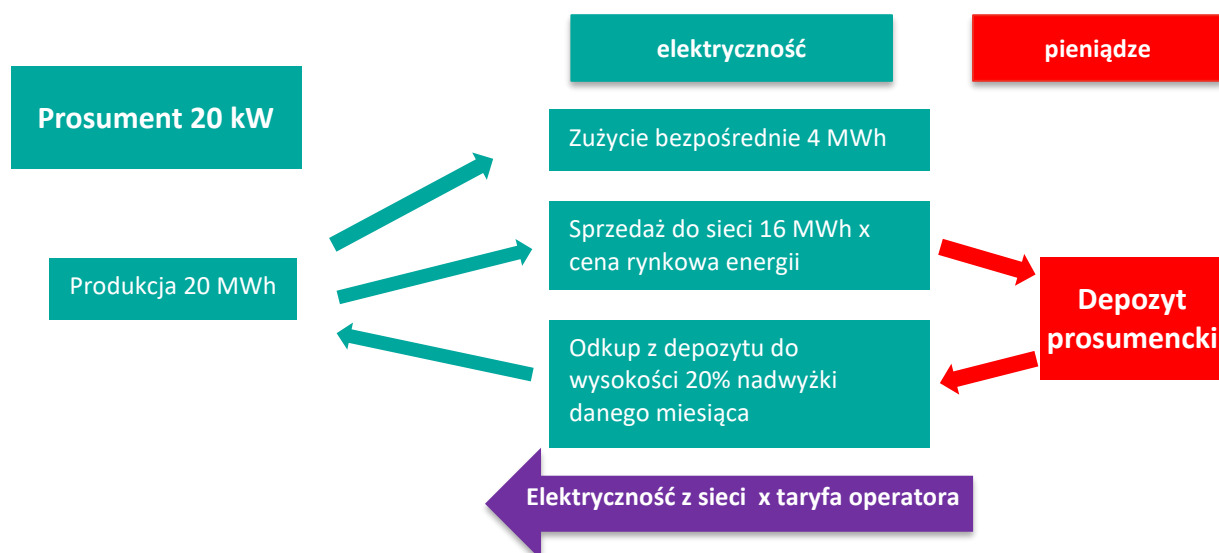 elektryczność
pieniądze
Prosument 20 kW
Zużycie bezpośrednie 4 MWh
Sprzedaż do sieci 16 MWh x
cena rynkowa energii
Produkcja 20 MWh
Depozyt
prosumencki
Odkup z depozytu do
wysokości 20% nadwyżki
danego miesiąca
Elektryczność z sieci x taryfa operatora